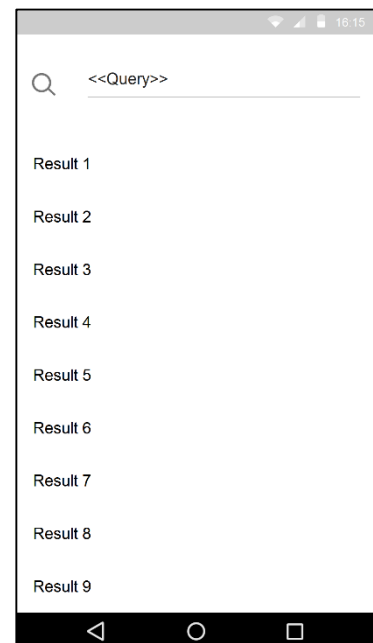 16:15
<<Query>>
Result 1
Result 2
Result 3
Result 4
Result 5
Result 6
Result 7
Result 8
Result 9